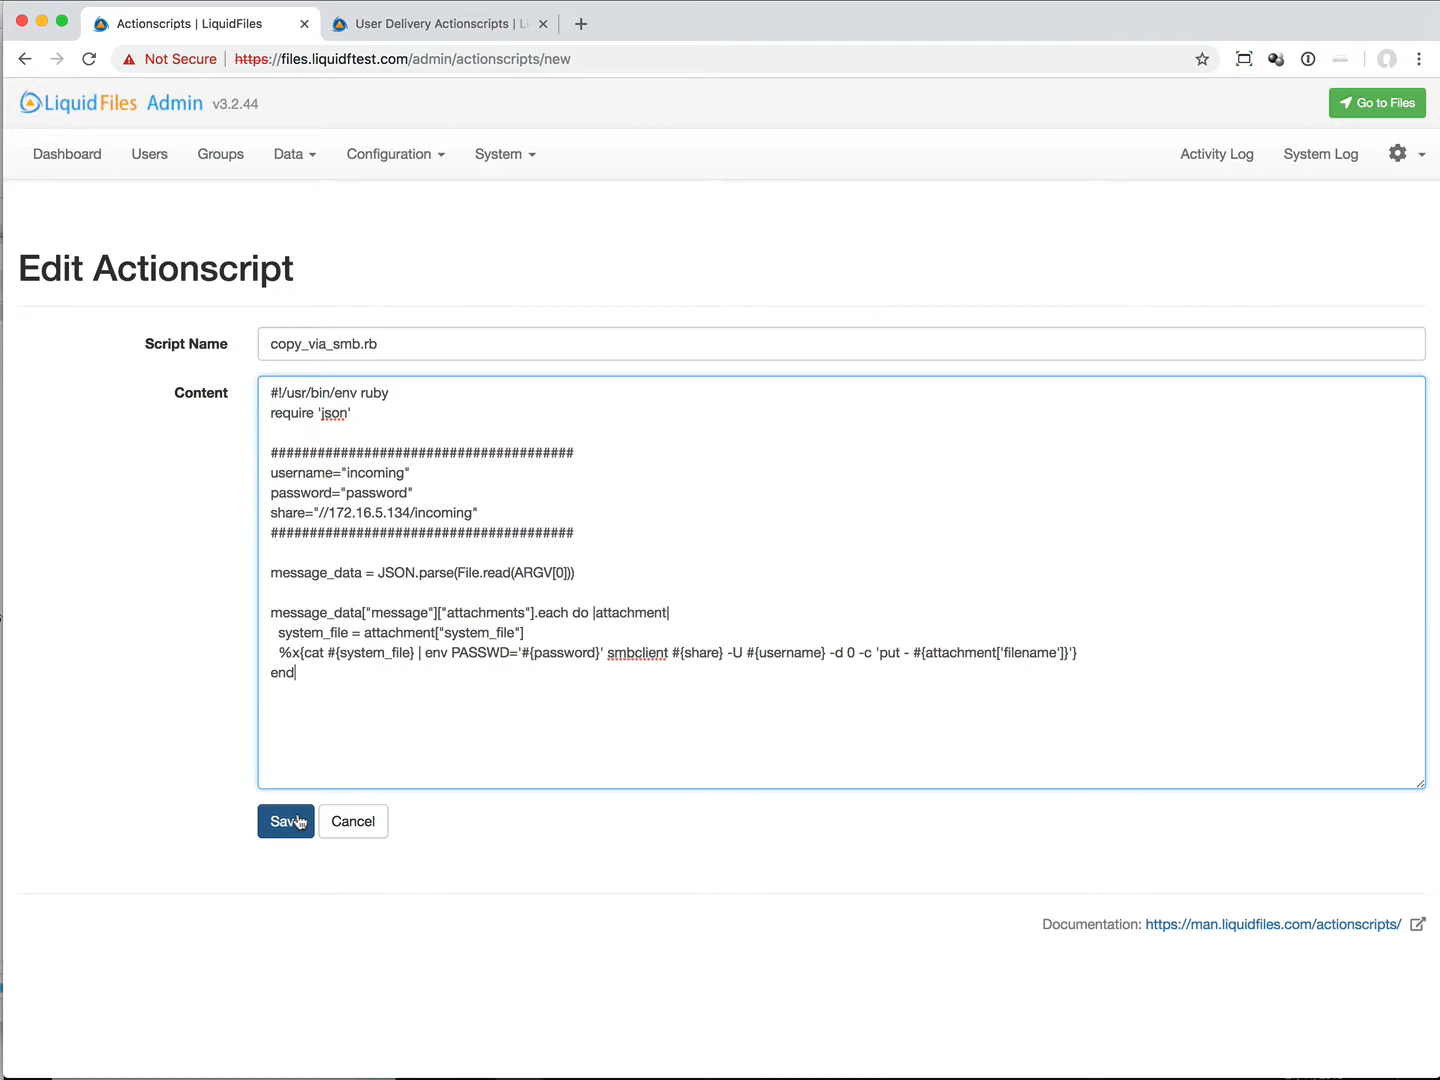 Actionscripts | LiquidFiles
User Delivery Actionscripts | Li
Not Secure | https://files.liquidftest.com/admin/actionscripts/new
LiquidFiles Admin v3.2.44
Go to Files
Dashboard Users Groups Data Configuration System Activity Log System Log
Edit Actionscript
Script Name copy_via_smb.rb
Content
#!/usr/bin/env ruby
require 'json'
#######################################
username="incoming"
password="password"
share="//172.16.5.134/incoming"
#######################################
message_data = JSON.parse(File.read(ARGV[0]))
message_data["message"]["attachments"].each do |attachment|
system_file = attachment["system_file"]
%x{cat #{system_file} | env PASSWD='#{password}' smbclient #{share} -U #{username} -d 0 -c 'put - #{attachment['filename']}'}
end
Save Cancel
Documentation: https://man.liquidfiles.com/actionscripts/